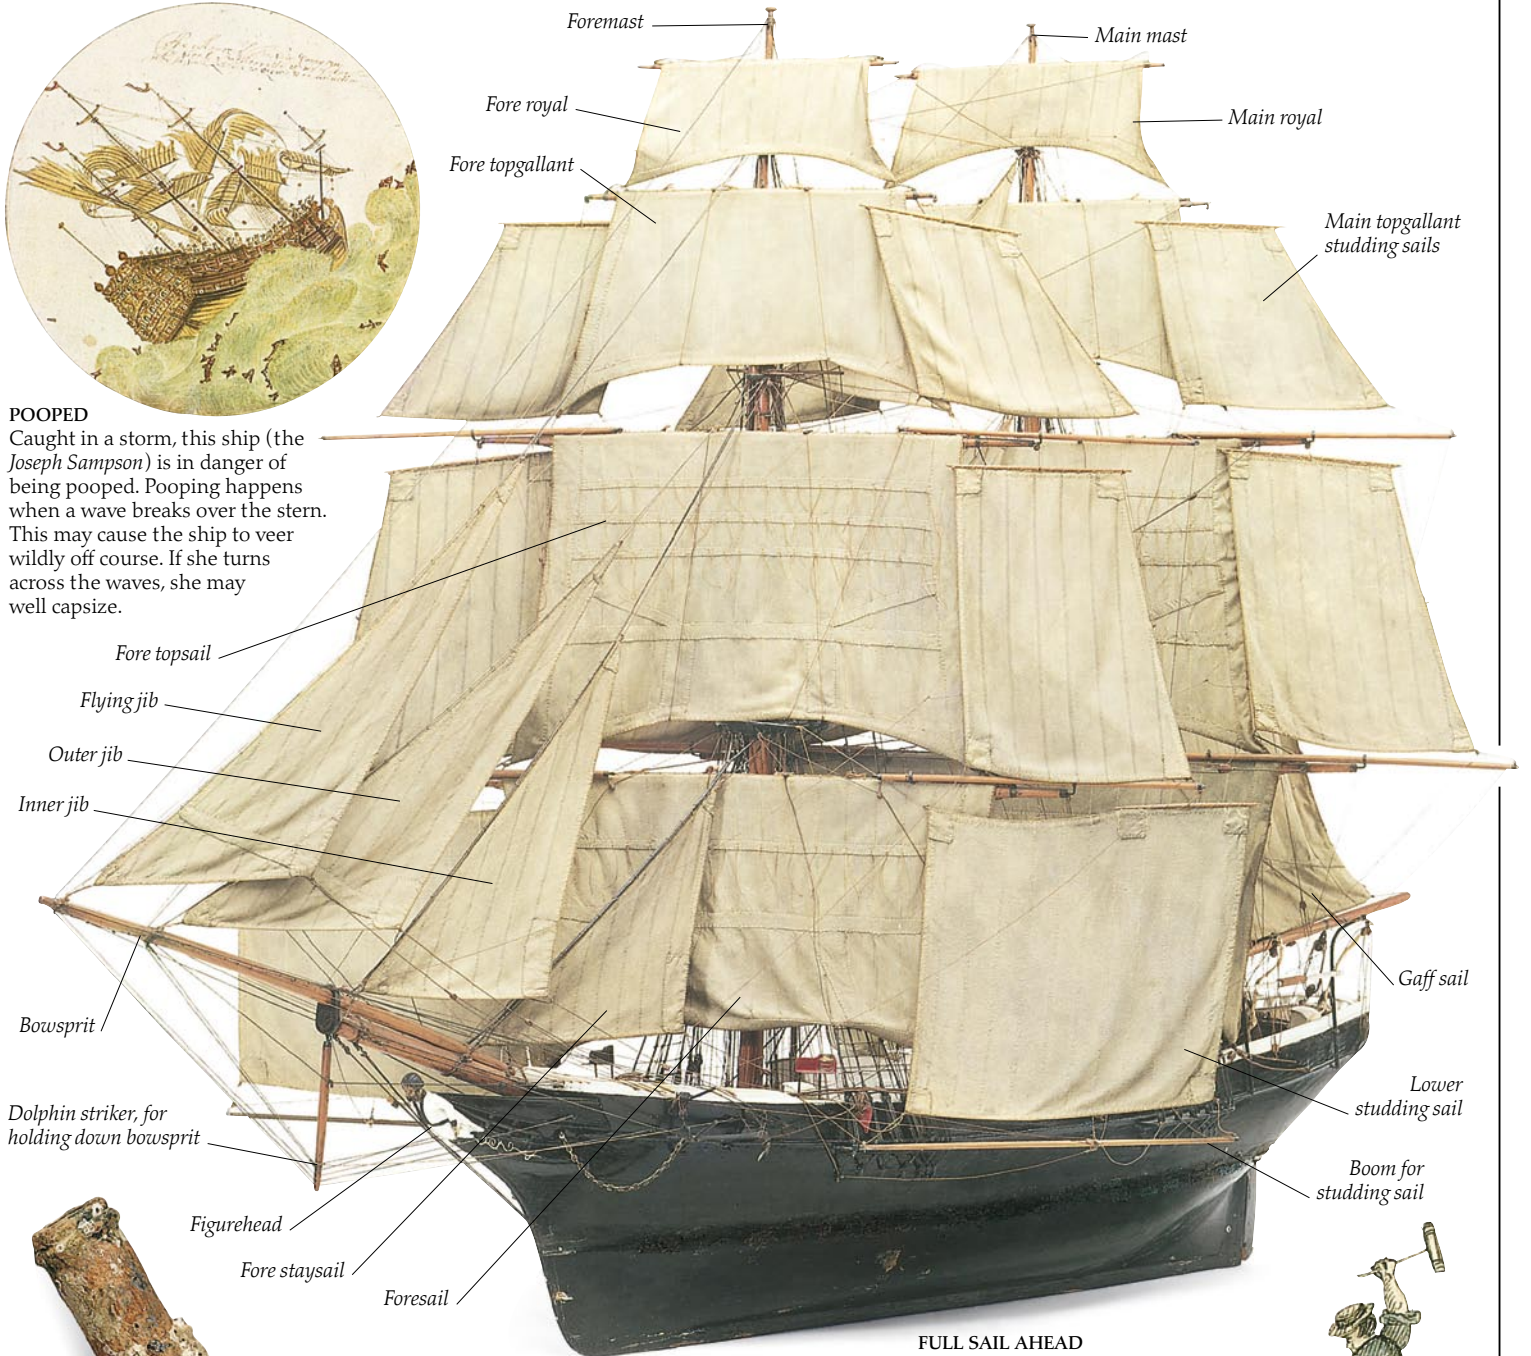 Foremast
Main mast
Fore royal
Main royal
Fore topgallant
Main topgallant
studding sails
POOPED
Caught in a storm, this ship (the
Joseph Sampson) is in danger of
being pooped. Pooping happens
when a wave breaks over the stern.
This may cause the ship to veer
wildly off course. If she turns
across the waves, she may
well capsize.
Fore topsail
Flying jib
Outer jib
Inner jib
Bowsprit
Gaff sail
Dolphin striker, for
holding down bowsprit
Lower
studding sail
Boom for
studding sail
Figurehead
Fore staysail
Foresail
FULL SAIL AHEAD